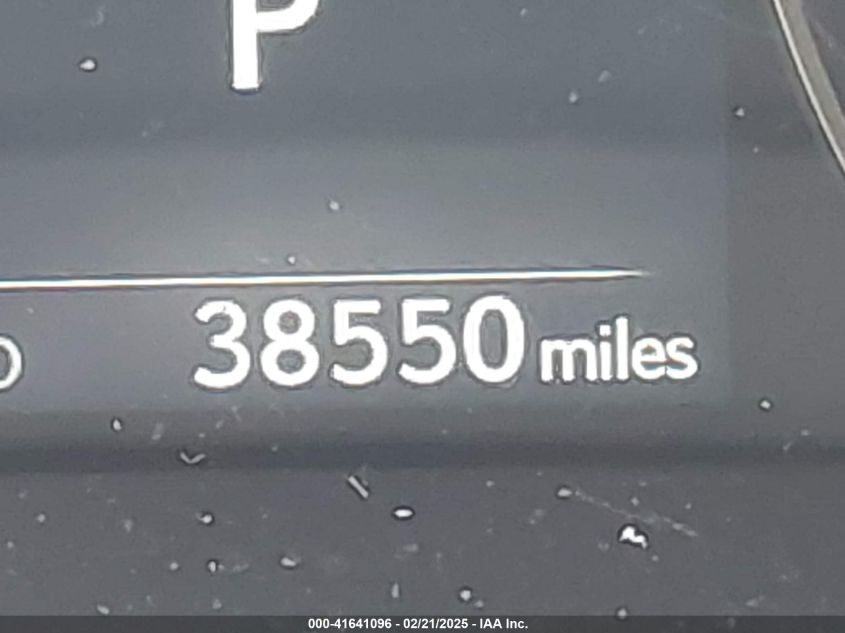 P
38550 miles
000-41641096 - 02/21/2025 - IAA Inc.